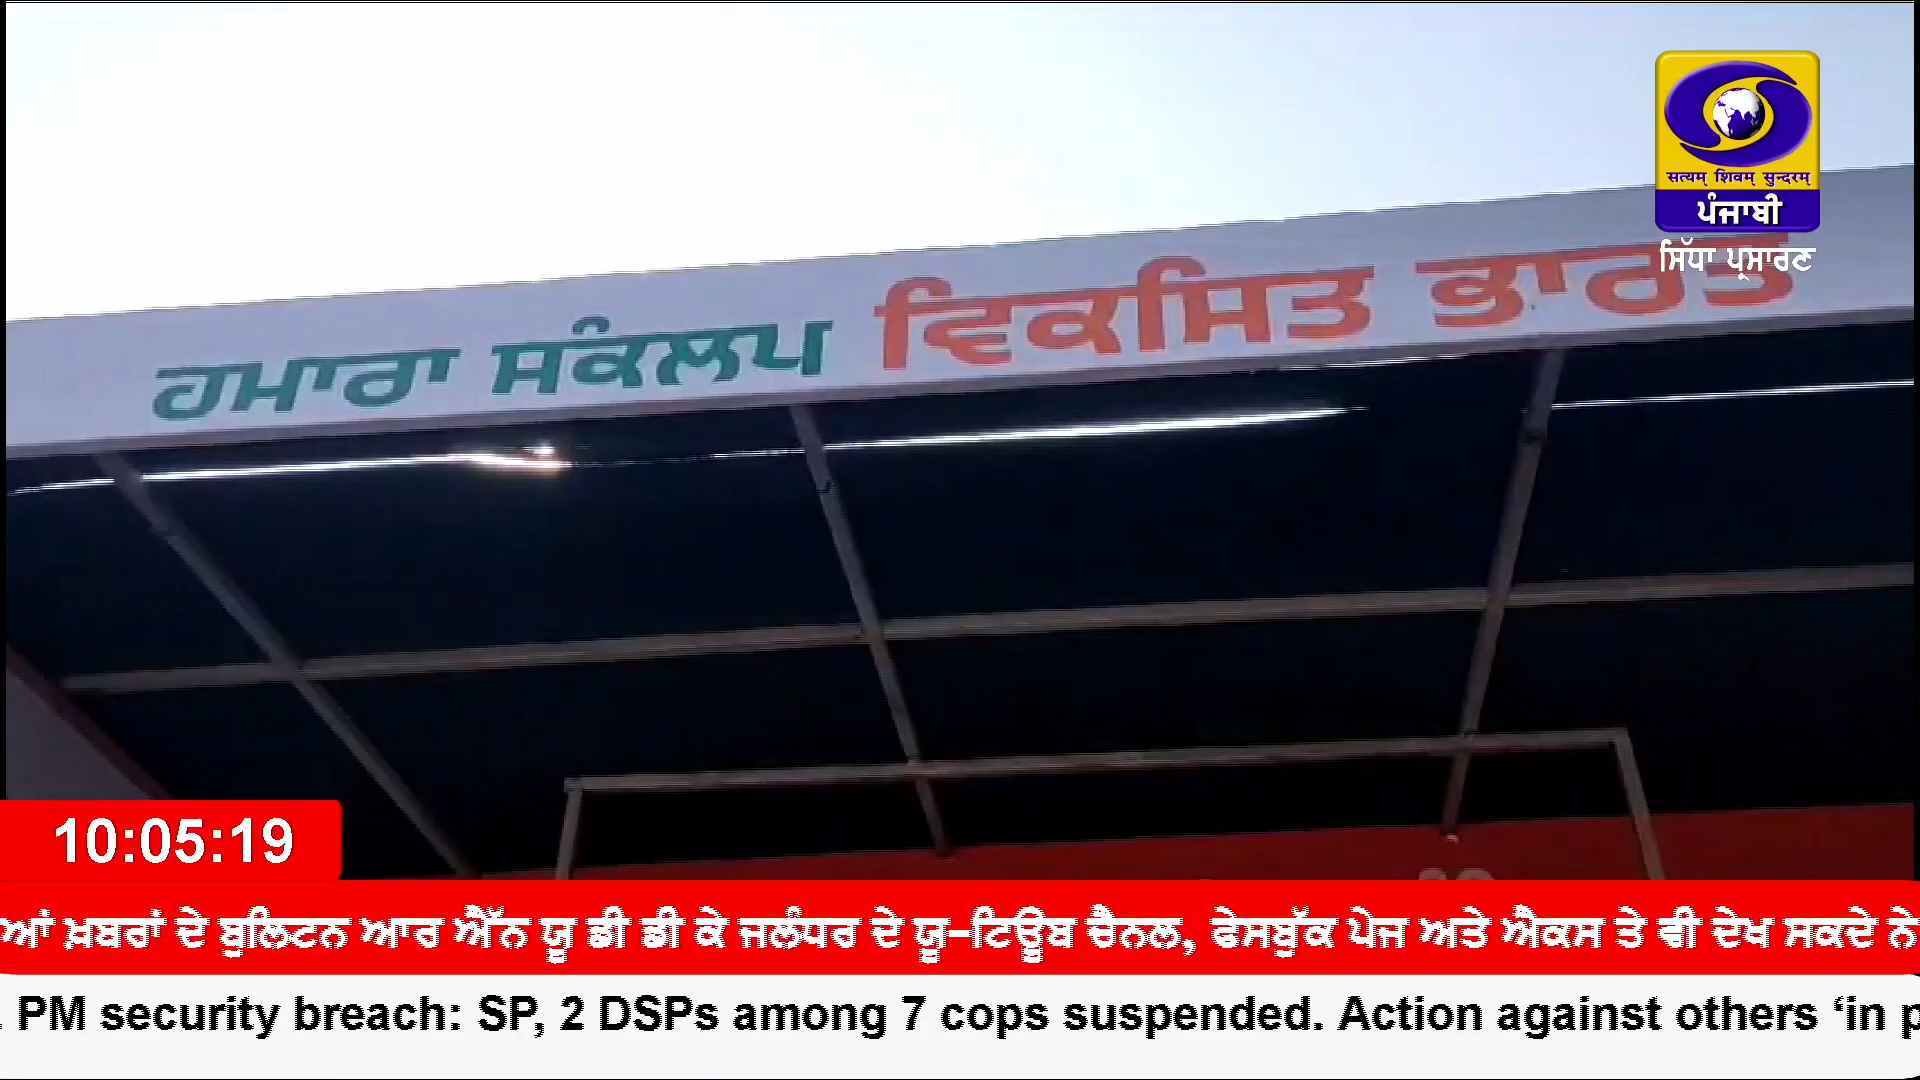 सत्यम् शिवम् सुन्दरम्
ਪੰਜਾਬੀ
ਸਿੱਧਾ ਪ੍ਰਸਾਰਣ
ਹਮਾਰਾ ਸੰਕਲਪ ਵਿਕਸਿਤ ਭਾਰਤ
10:05:19
ਆਂ ਖ਼ਬਰਾਂ ਦੇ ਬੁਲਿਟਨ ਆਰ ਐੱਨ ਯੂ ਡੀ ਡੀ ਕੇ ਜਲੰਧਰ ਦੇ ਯੂ-ਟਿਊਬ ਚੈਨਲ, ਫੇਸਬੁੱਕ ਪੇਜ ਅਤੇ ਐਕਸ ਤੇ ਵੀ ਦੇਖ ਸਕਦੇ ਨੇ
PM security breach: SP, 2 DSPs among 7 cops suspended. Action against others ‘in p